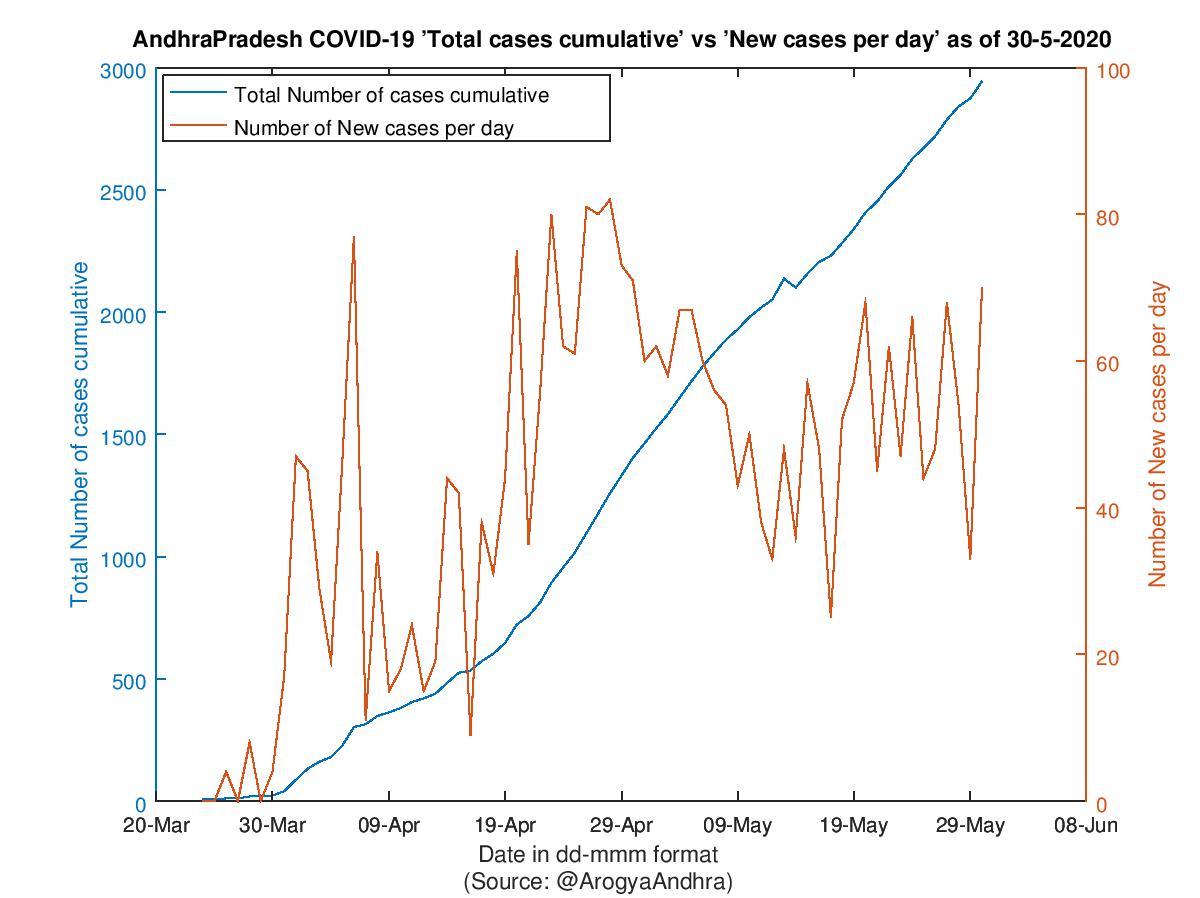 AndhraPradesh COVID-19 ’Total cases cumulative’ vs ’New cases per day’ as of 30-5-2020
Total Number of cases cumulative
Number of New cases per day
3000
2500
2000
1500
1000
500
0
Total Number of cases cumulative
100
80
60
40
20
0
Number of New cases per day
20-Mar 30-Mar 09-Apr 19-Apr 29-Apr 09-May 19-May 29-May 08-Jun
Date in dd-mmm format
(Source: @ArogyaAndhra)